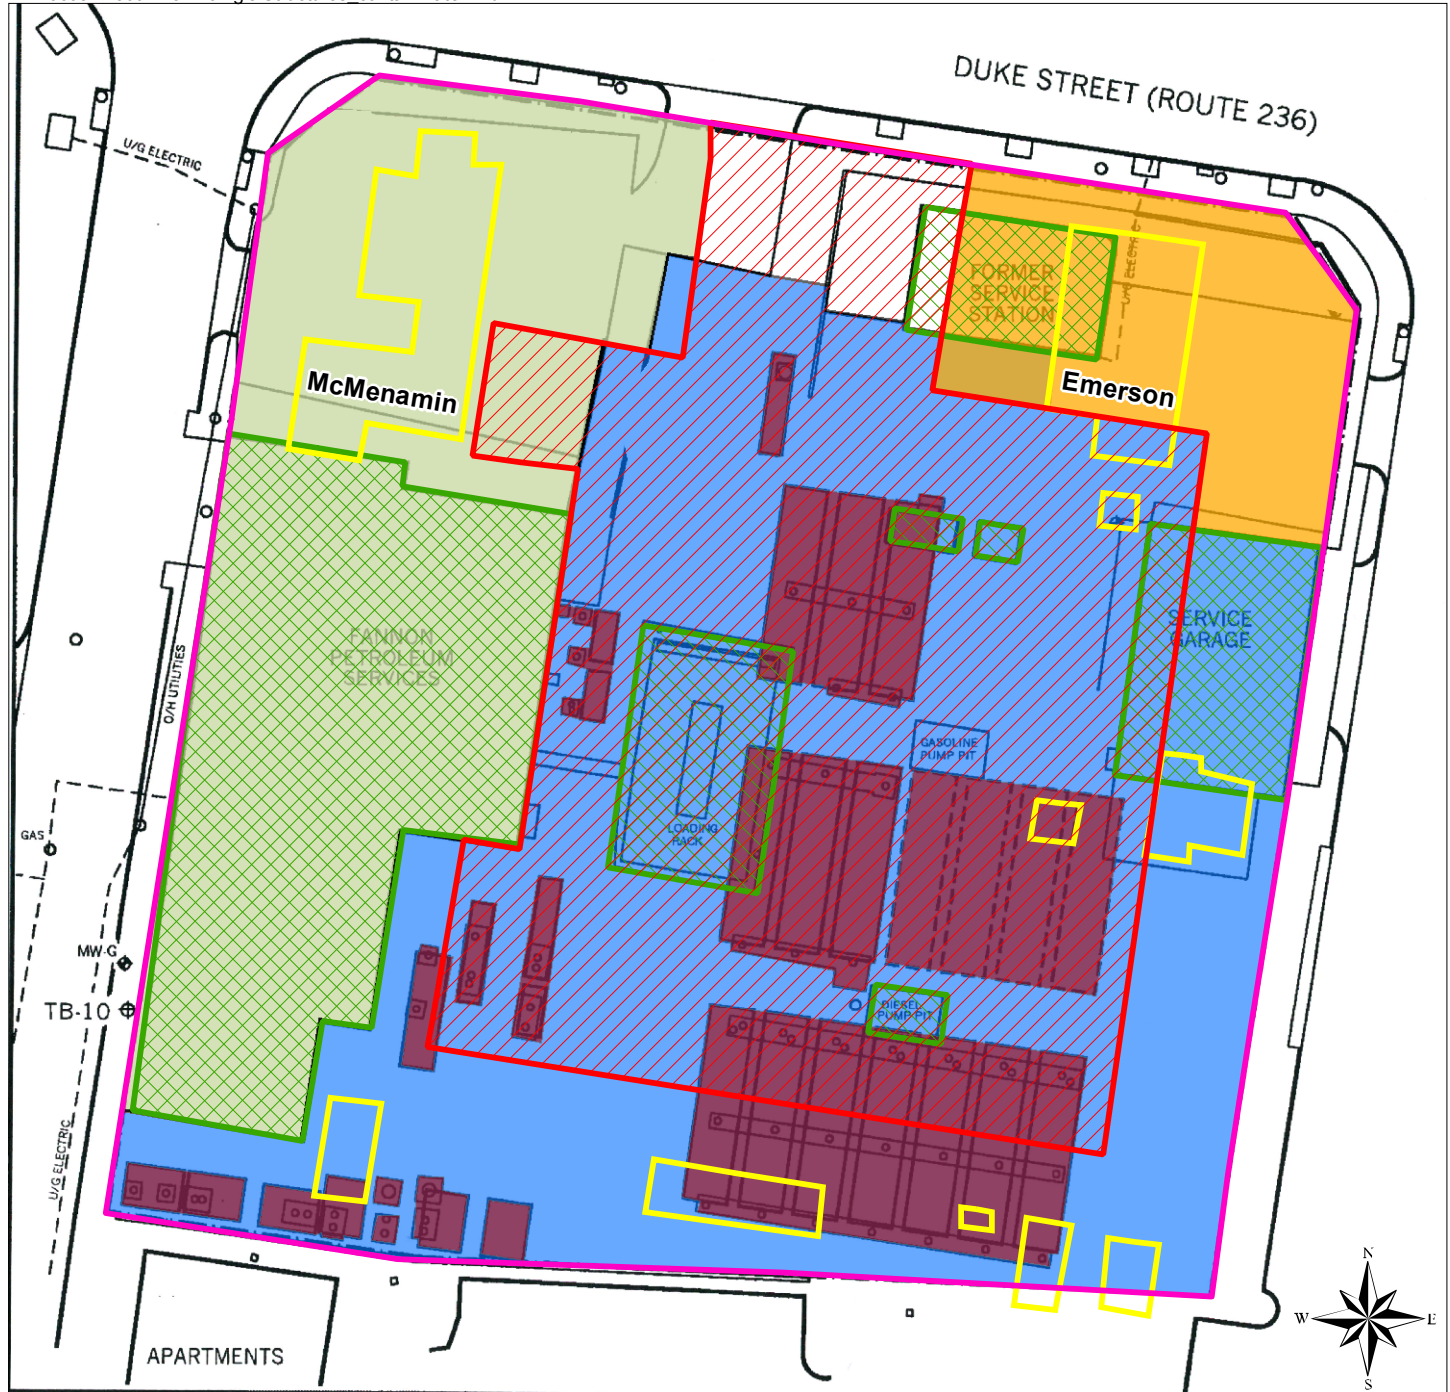 DUKE STREET (ROUTE 236)
U/G ELECTRIC
U/G ELECTRIC
FORMER
SERVICE
STATION
McMenamin
Emerson
SERVICE
GARAGE
FANNON
PETROLEUM
SERVICES
O/H UTILITIES
GASOLINE
PUMP PIT
LOADING
RACK
GAS
MW-G
TB-10
DIESEL
PUMP PIT
U/G ELECTRIC
APARTMENTS
N
W
E
S